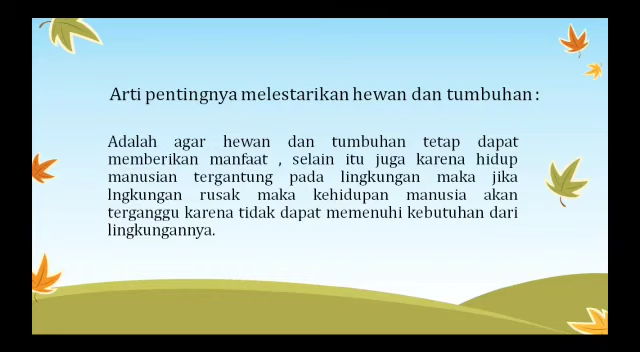 Arti pentingnya melestarikan hewan dan tumbuhan :
Adalah agar hewan dan tumbuhan tetap dapat
memberikan manfaat , selain itu juga karena hidup
manusian tergantung pada lingkungan maka jika
lngkungan rusak maka kehidupan manusia akan
terganggu karena tidak dapat memenuhi kebutuhan dari
lingkungannya.